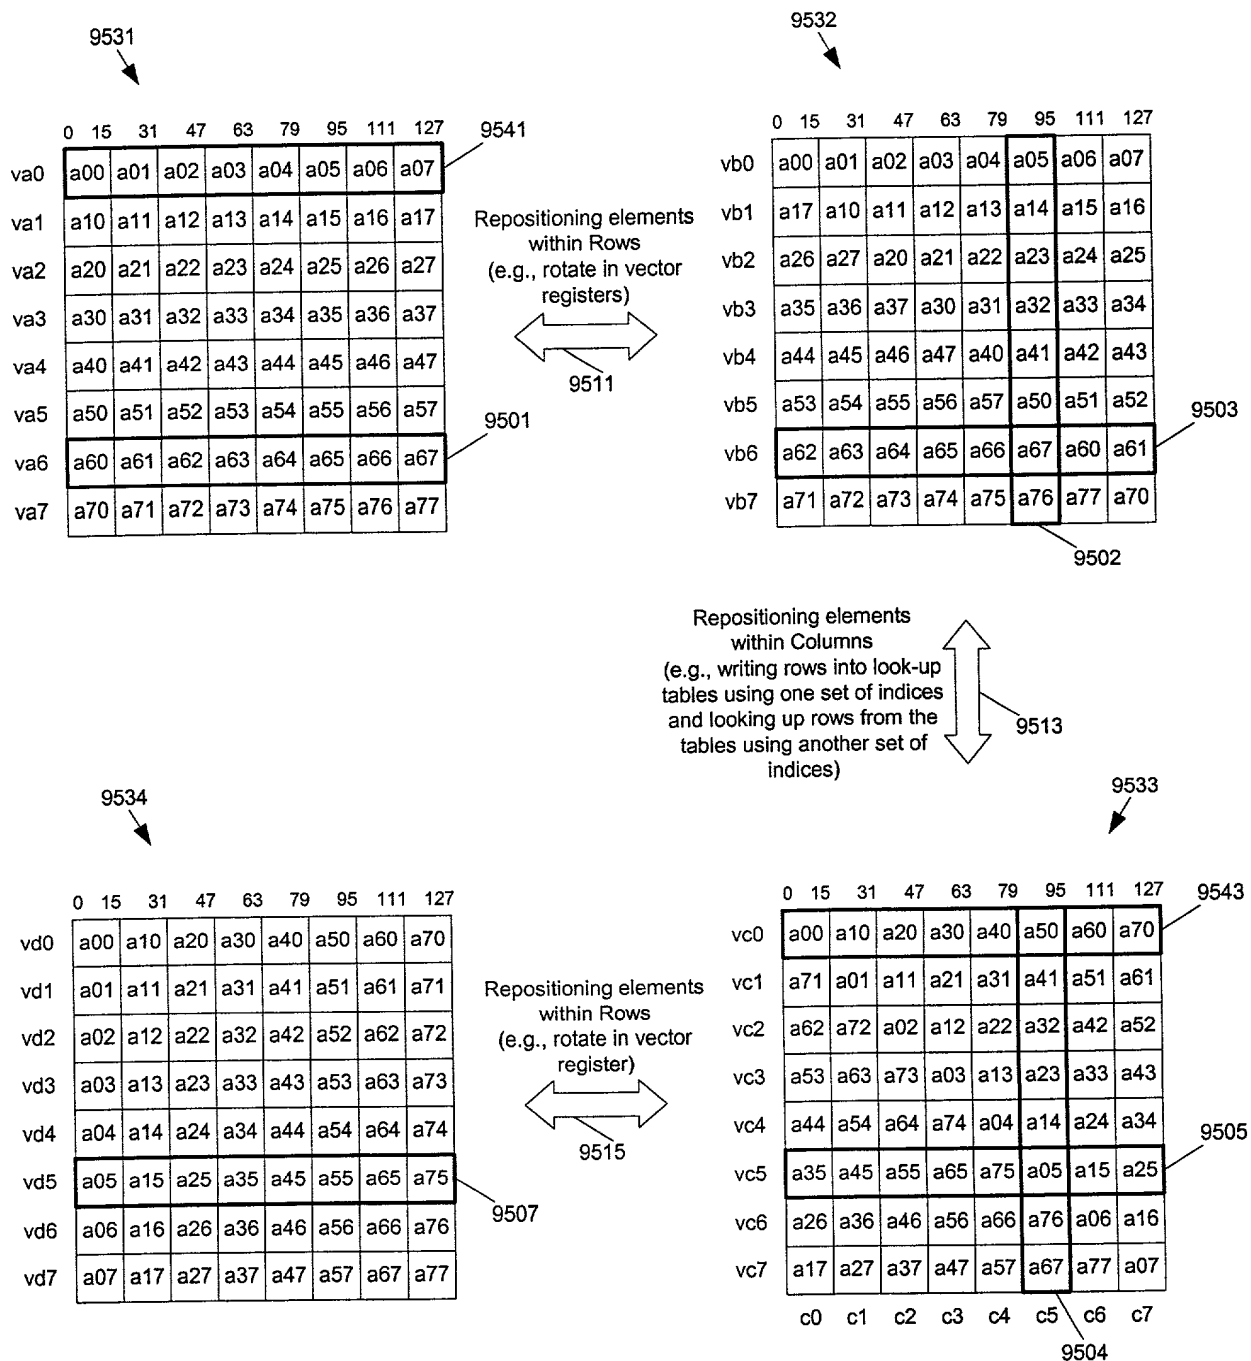 9531
9532
0 15 31 47 63 79 95 111 127
9541
va0 a00 a01 a02 a03 a04 a05 a06 a07
va1 a10 a11 a12 a13 a14 a15 a16 a17
va2 a20 a21 a22 a23 a24 a25 a26 a27
va3 a30 a31 a32 a33 a34 a35 a36 a37
va4 a40 a41 a42 a43 a44 a45 a46 a47
va5 a50 a51 a52 a53 a54 a55 a56 a57
9501
va6 a60 a61 a62 a63 a64 a65 a66 a67
va7 a70 a71 a72 a73 a74 a75 a76 a77
Repositioning elements
within Rows
(e.g., rotate in vector
registers)
9511
0 15 31 47 63 79 95 111 127
vb0 a00 a01 a02 a03 a04 a05 a06 a07
vb1 a17 a10 a11 a12 a13 a14 a15 a16
vb2 a26 a27 a20 a21 a22 a23 a24 a25
vb3 a35 a36 a37 a30 a31 a32 a33 a34
vb4 a44 a45 a46 a47 a40 a41 a42 a43
vb5 a53 a54 a55 a56 a57 a50 a51 a52
9503
vb6 a62 a63 a64 a65 a66 a67 a60 a61
vb7 a71 a72 a73 a74 a75 a76 a77 a70
9502
Repositioning elements
within Columns
(e.g., writing rows into look-up
tables using one set of indices
and looking up rows from the
tables using another set of
indices)
9513
9534
9533
0 15 31 47 63 79 95 111 127
vd0 a00 a10 a20 a30 a40 a50 a60 a70
vd1 a01 a11 a21 a31 a41 a51 a61 a71
vd2 a02 a12 a22 a32 a42 a52 a62 a72
vd3 a03 a13 a23 a33 a43 a53 a63 a73
vd4 a04 a14 a24 a34 a44 a54 a64 a74
vd5 a05 a15 a25 a35 a45 a55 a65 a75
9507
vd6 a06 a16 a26 a36 a46 a56 a66 a76
vd7 a07 a17 a27 a37 a47 a57 a67 a77
Repositioning elements
within Rows
(e.g., rotate in vector
register)
9515
0 15 31 47 63 79 95 111 127
9543
vc0 a00 a10 a20 a30 a40 a50 a60 a70
vc1 a71 a01 a11 a21 a31 a41 a51 a61
vc2 a62 a72 a02 a12 a22 a32 a42 a52
vc3 a53 a63 a73 a03 a13 a23 a33 a43
vc4 a44 a54 a64 a74 a04 a14 a24 a34
9505
vc5 a35 a45 a55 a65 a75 a05 a15 a25
vc6 a26 a36 a46 a56 a66 a76 a06 a16
vc7 a17 a27 a37 a47 a57 a67 a77 a07
c0 c1 c2 c3 c4 c5 c6 c7
9504